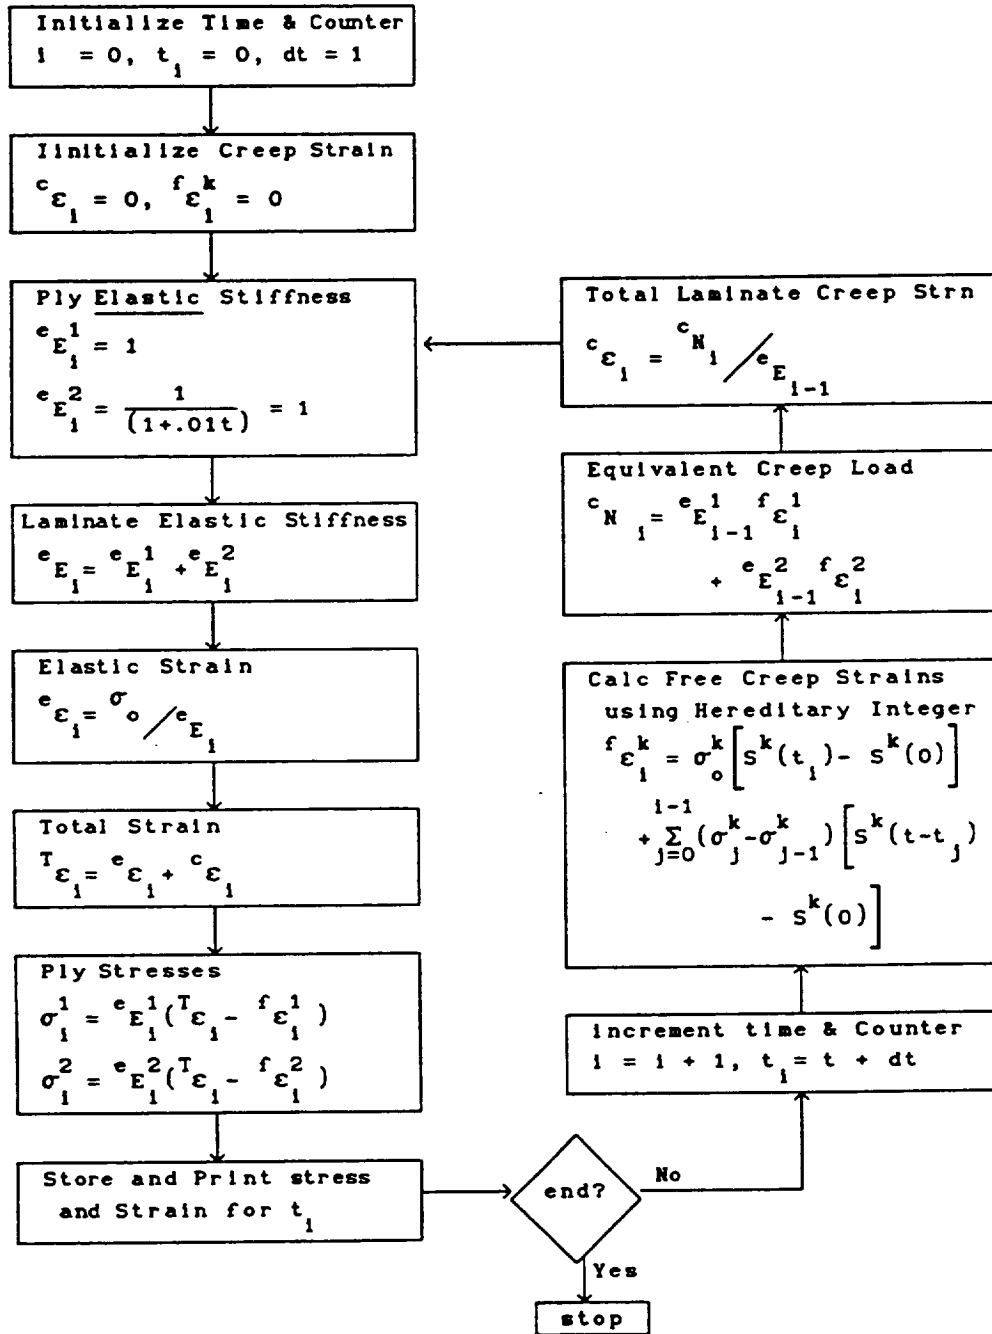 Initialize Time & Counter
i = 0, t_i = 0, dt = 1
Iinitialize Creep Strain
^cε_i = 0, ^fε_i^k = 0
Ply Elastic Stiffness
^eE_i^1 = 1
^eE_i^2 = 1/(1+.01t) = 1
Laminate Elastic Stiffness
^eE_i = ^eE_i^1 + ^eE_i^2
Elastic Strain
^eε_i = σ_o / ^eE_i
Total Strain
^Tε_i = ^eε_i + ^cε_i
Ply Stresses
σ_i^1 = ^eE_i^1(^Tε_i - ^fε_i^1)
σ_i^2 = ^eE_i^2(^Tε_i - ^fε_i^2)
Store and Print stress
and Strain for t_i
end?
No
Yes
stop
increment time & Counter
i = i + 1, t_i = t + dt
Calc Free Creep Strains
using Hereditary Integer
^fε_i^k = σ_o^k[S^k(t_i) - S^k(0)]
+ Σ_{j=0}^{i-1}(σ_j^k - σ_{j-1}^k)[S^k(t-t_j)
- S^k(0)]
Equivalent Creep Load
^cN_i = ^eE_{i-1}^1 ^fε_i^1
+ ^eE_{i-1}^2 ^fε_i^2
Total Laminate Creep Strn
^cε_i = ^cN_i / ^eE_{i-1}